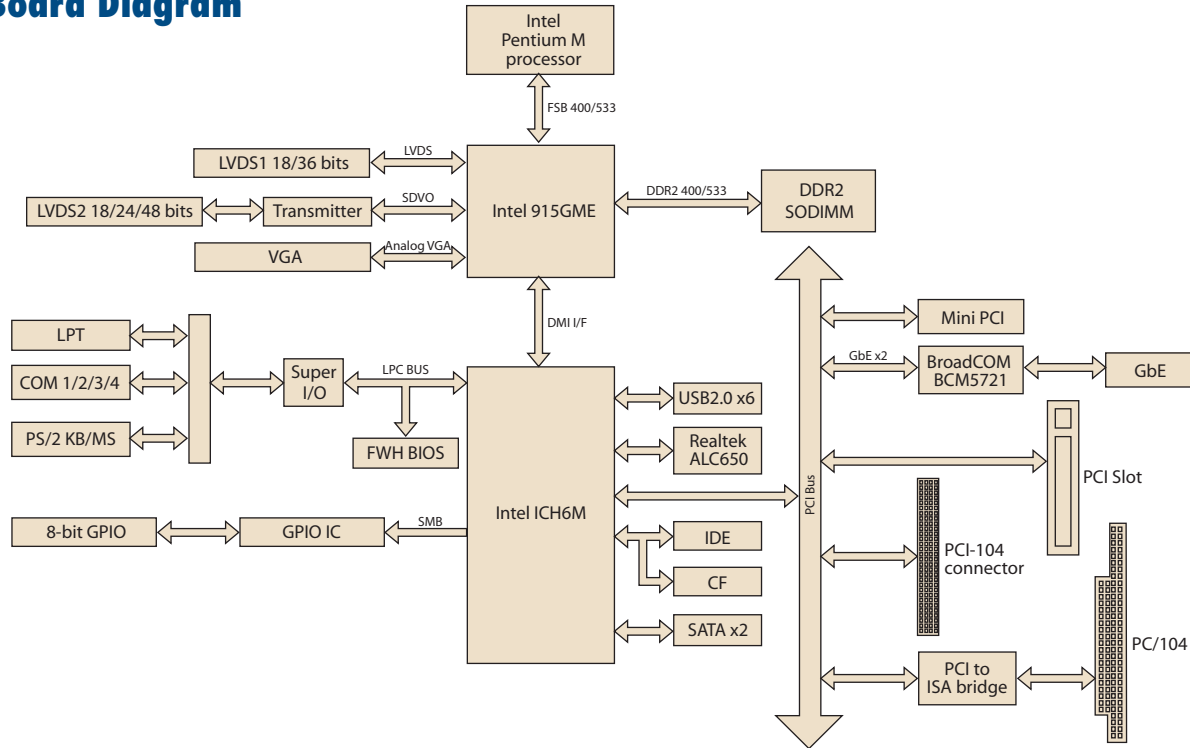 Board Diagram
Intel
Pentium M
processor
FSB 400/533
LVDS1 18/36 bits
LVDS
LVDS2 18/24/48 bits
Transmitter
SDVO
VGA
Analog VGA
Intel 915GME
DDR2 400/533
DDR2
SODIMM
DMI I/F
LPT
COM 1/2/3/4
PS/2 KB/MS
Super
I/O
LPC BUS
FWH BIOS
8-bit GPIO
GPIO IC
SMB
Intel ICH6M
USB2.0 x6
Realtek
ALC650
IDE
CF
SATA x2
PCI Bus
Mini PCI
GbE x2
BroadCOM
BCM5721
GbE
PCI Slot
PCI-104
connector
PCI to
ISA bridge
PC/104